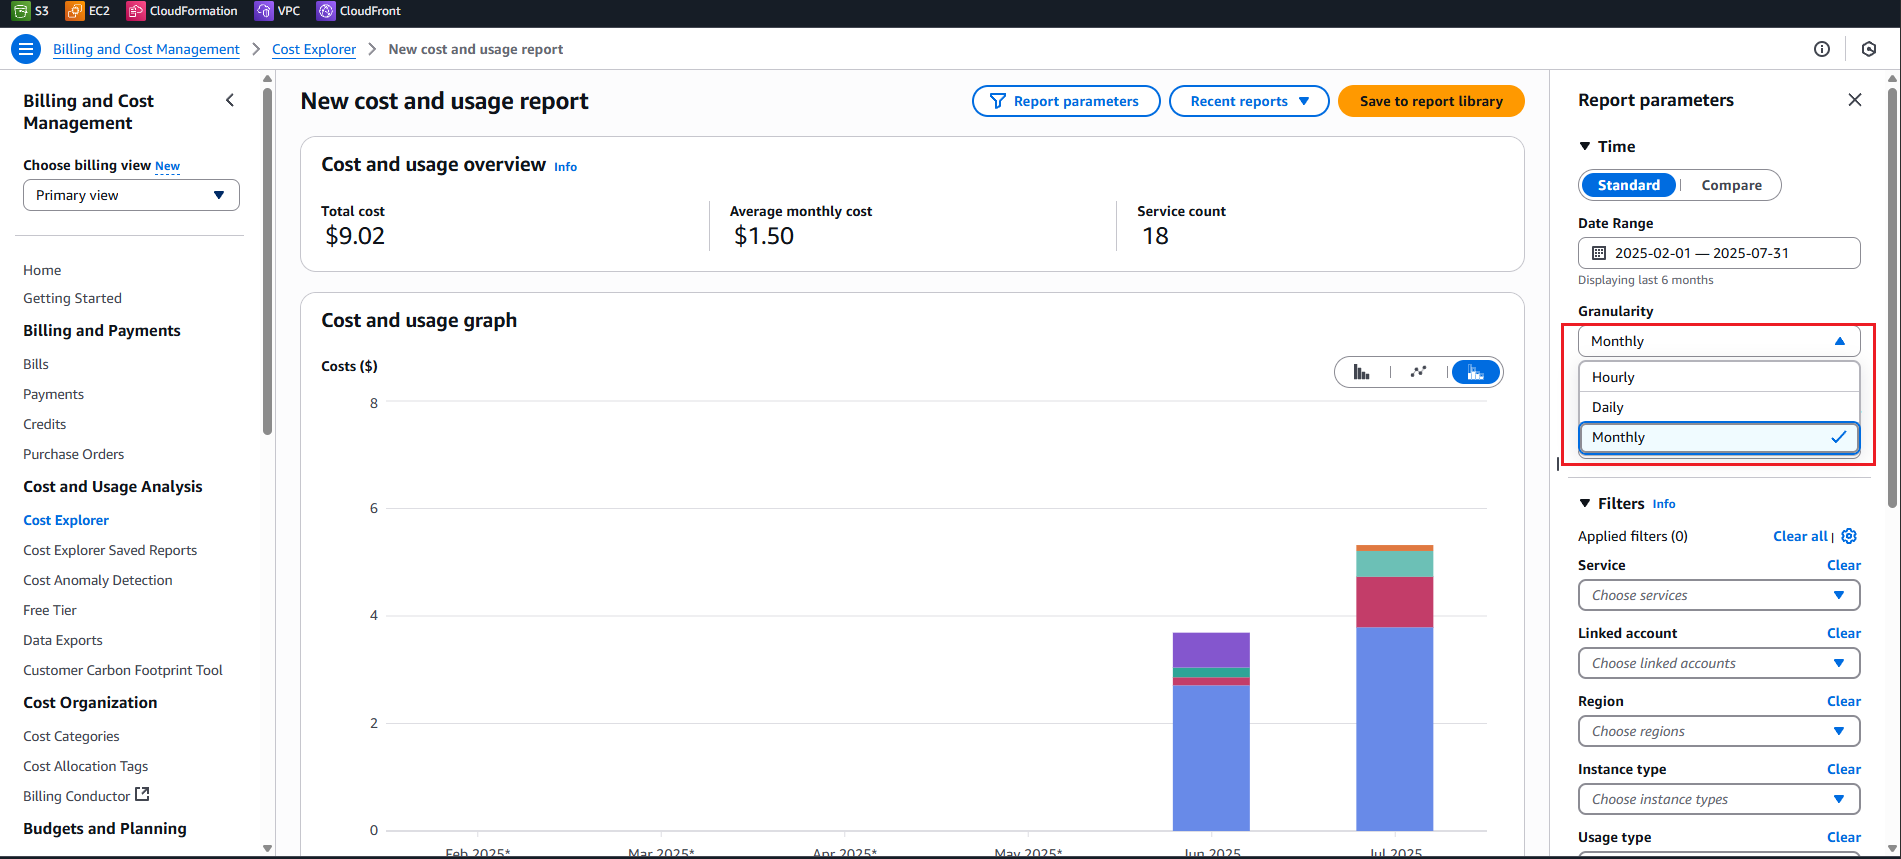 S3 EC2 CloudFormation VPC CloudFront
Billing and Cost Management Cost Explorer New cost and usage report
Billing and Cost
Management
Choose billing view New
Primary view
Home
Getting Started
Billing and Payments
Bills
Payments
Credits
Purchase Orders
Cost and Usage Analysis
Cost Explorer
Cost Explorer Saved Reports
Cost Anomaly Detection
Free Tier
Data Exports
Customer Carbon Footprint Tool
Cost Organization
Cost Categories
Cost Allocation Tags
Billing Conductor
Budgets and Planning
New cost and usage report
Report parameters Recent reports Save to report library
Cost and usage overview Info
Total cost Average monthly cost Service count
$9.02 $1.50 18
Cost and usage graph
Costs ($)
8
6
4
2
0
Feb 2025* Mar 2025* Apr 2025* May 2025* Jun 2025 Jul 2025
Report parameters
Time
Standard Compare
Date Range
2025-02-01 — 2025-07-31
Displaying last 6 months
Granularity
Monthly
Hourly
Daily
Monthly
Filters Info
Applied filters (0) Clear all
Service Clear
Choose services
Linked account Clear
Choose linked accounts
Region Clear
Choose regions
Instance type Clear
Choose instance types
Usage type Clear